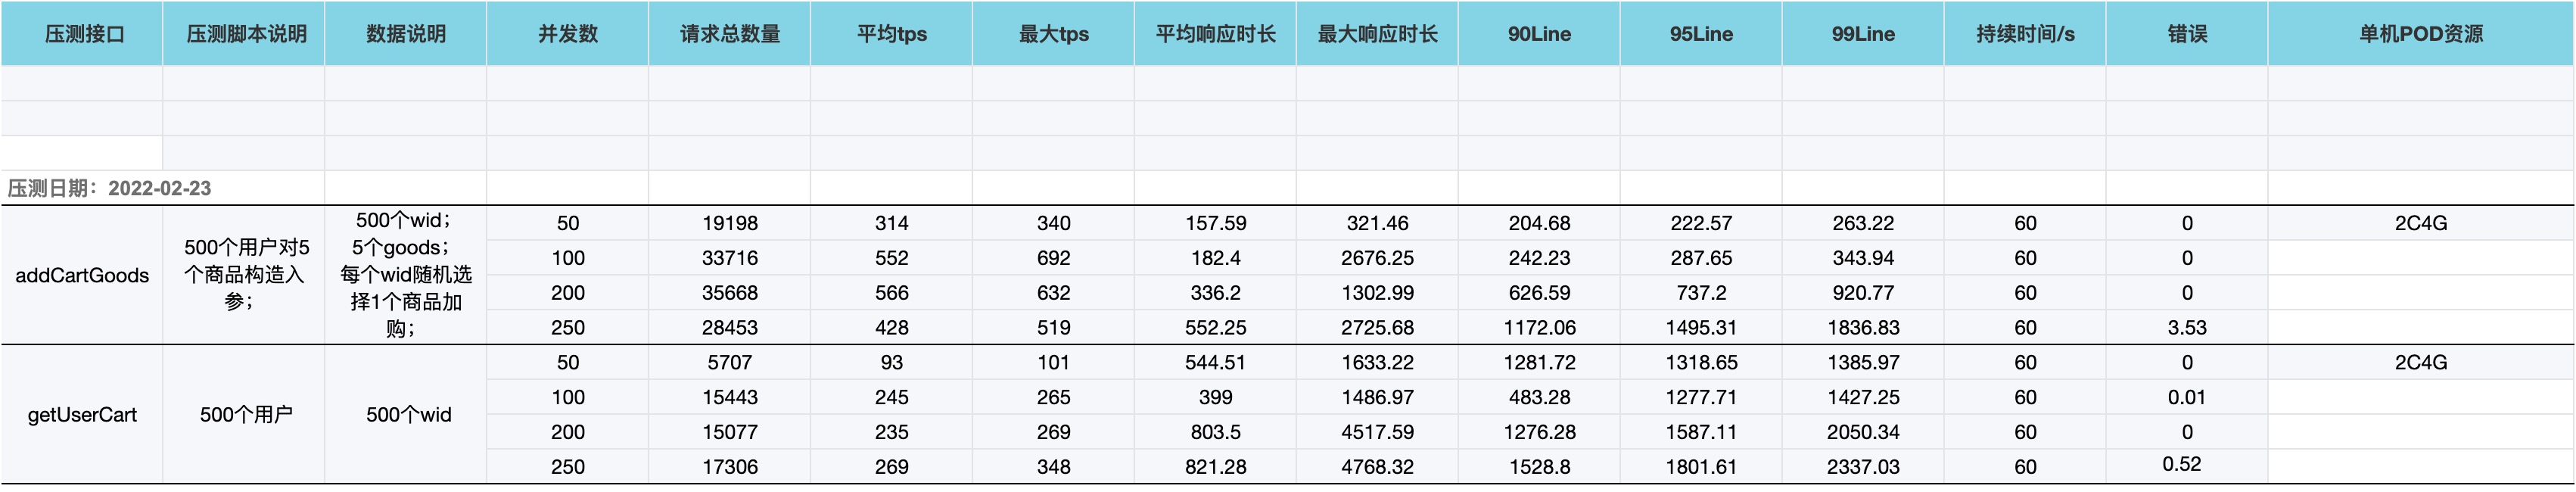 压测接口 压测脚本说明 数据说明 并发数 请求总数量 平均tps 最大tps 平均响应时长 最大响应时长 90Line 95Line 99Line 持续时间/s 错误 单机POD资源
压测日期：2022-02-23
addCartGoods
500个用户对5
个商品构造入
参；
500个wid；
5个goods；
每个wid随机选
择1个商品加
购；
50 19198 314 340 157.59 321.46 204.68 222.57 263.22 60 0 2C4G
100 33716 552 692 182.4 2676.25 242.23 287.65 343.94 60 0
200 35668 566 632 336.2 1302.99 626.59 737.2 920.77 60 0
250 28453 428 519 552.25 2725.68 1172.06 1495.31 1836.83 60 3.53
getUserCart
500个用户
500个wid
50 5707 93 101 544.51 1633.22 1281.72 1318.65 1385.97 60 0 2C4G
100 15443 245 265 399 1486.97 483.28 1277.71 1427.25 60 0.01
200 15077 235 269 803.5 4517.59 1276.28 1587.11 2050.34 60 0
250 17306 269 348 821.28 4768.32 1528.8 1801.61 2337.03 60 0.52